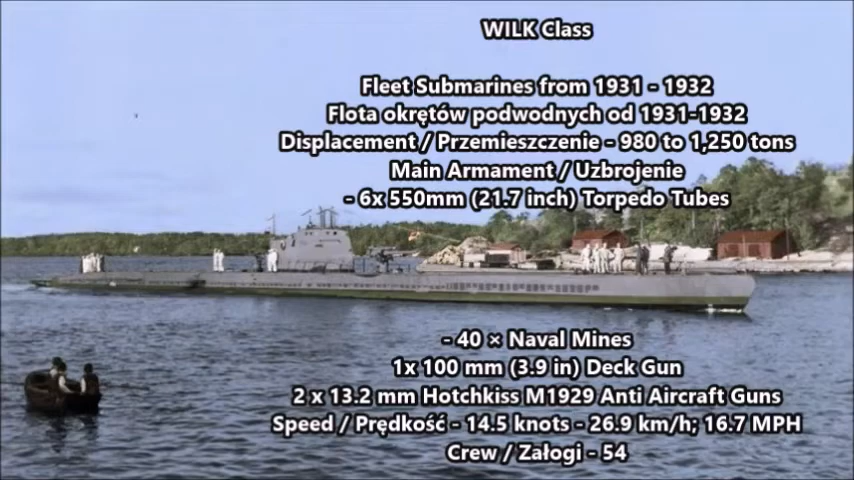 WILK Class
Fleet Submarines from 1931 - 1932
Flota okrętów podwodnych od 1931-1932
Displacement / Przemieszczenie - 980 to 1,250 tons
Main Armament / Uzbrojenie
- 6x 550mm (21.7 inch) Torpedo Tubes
- 40 × Naval Mines
1x 100 mm (3.9 in) Deck Gun
2 x 13.2 mm Hotchkiss M1929 Anti Aircraft Guns
Speed / Prędkość - 14.5 knots - 26.9 km/h; 16.7 MPH
Crew / Załogi - 54